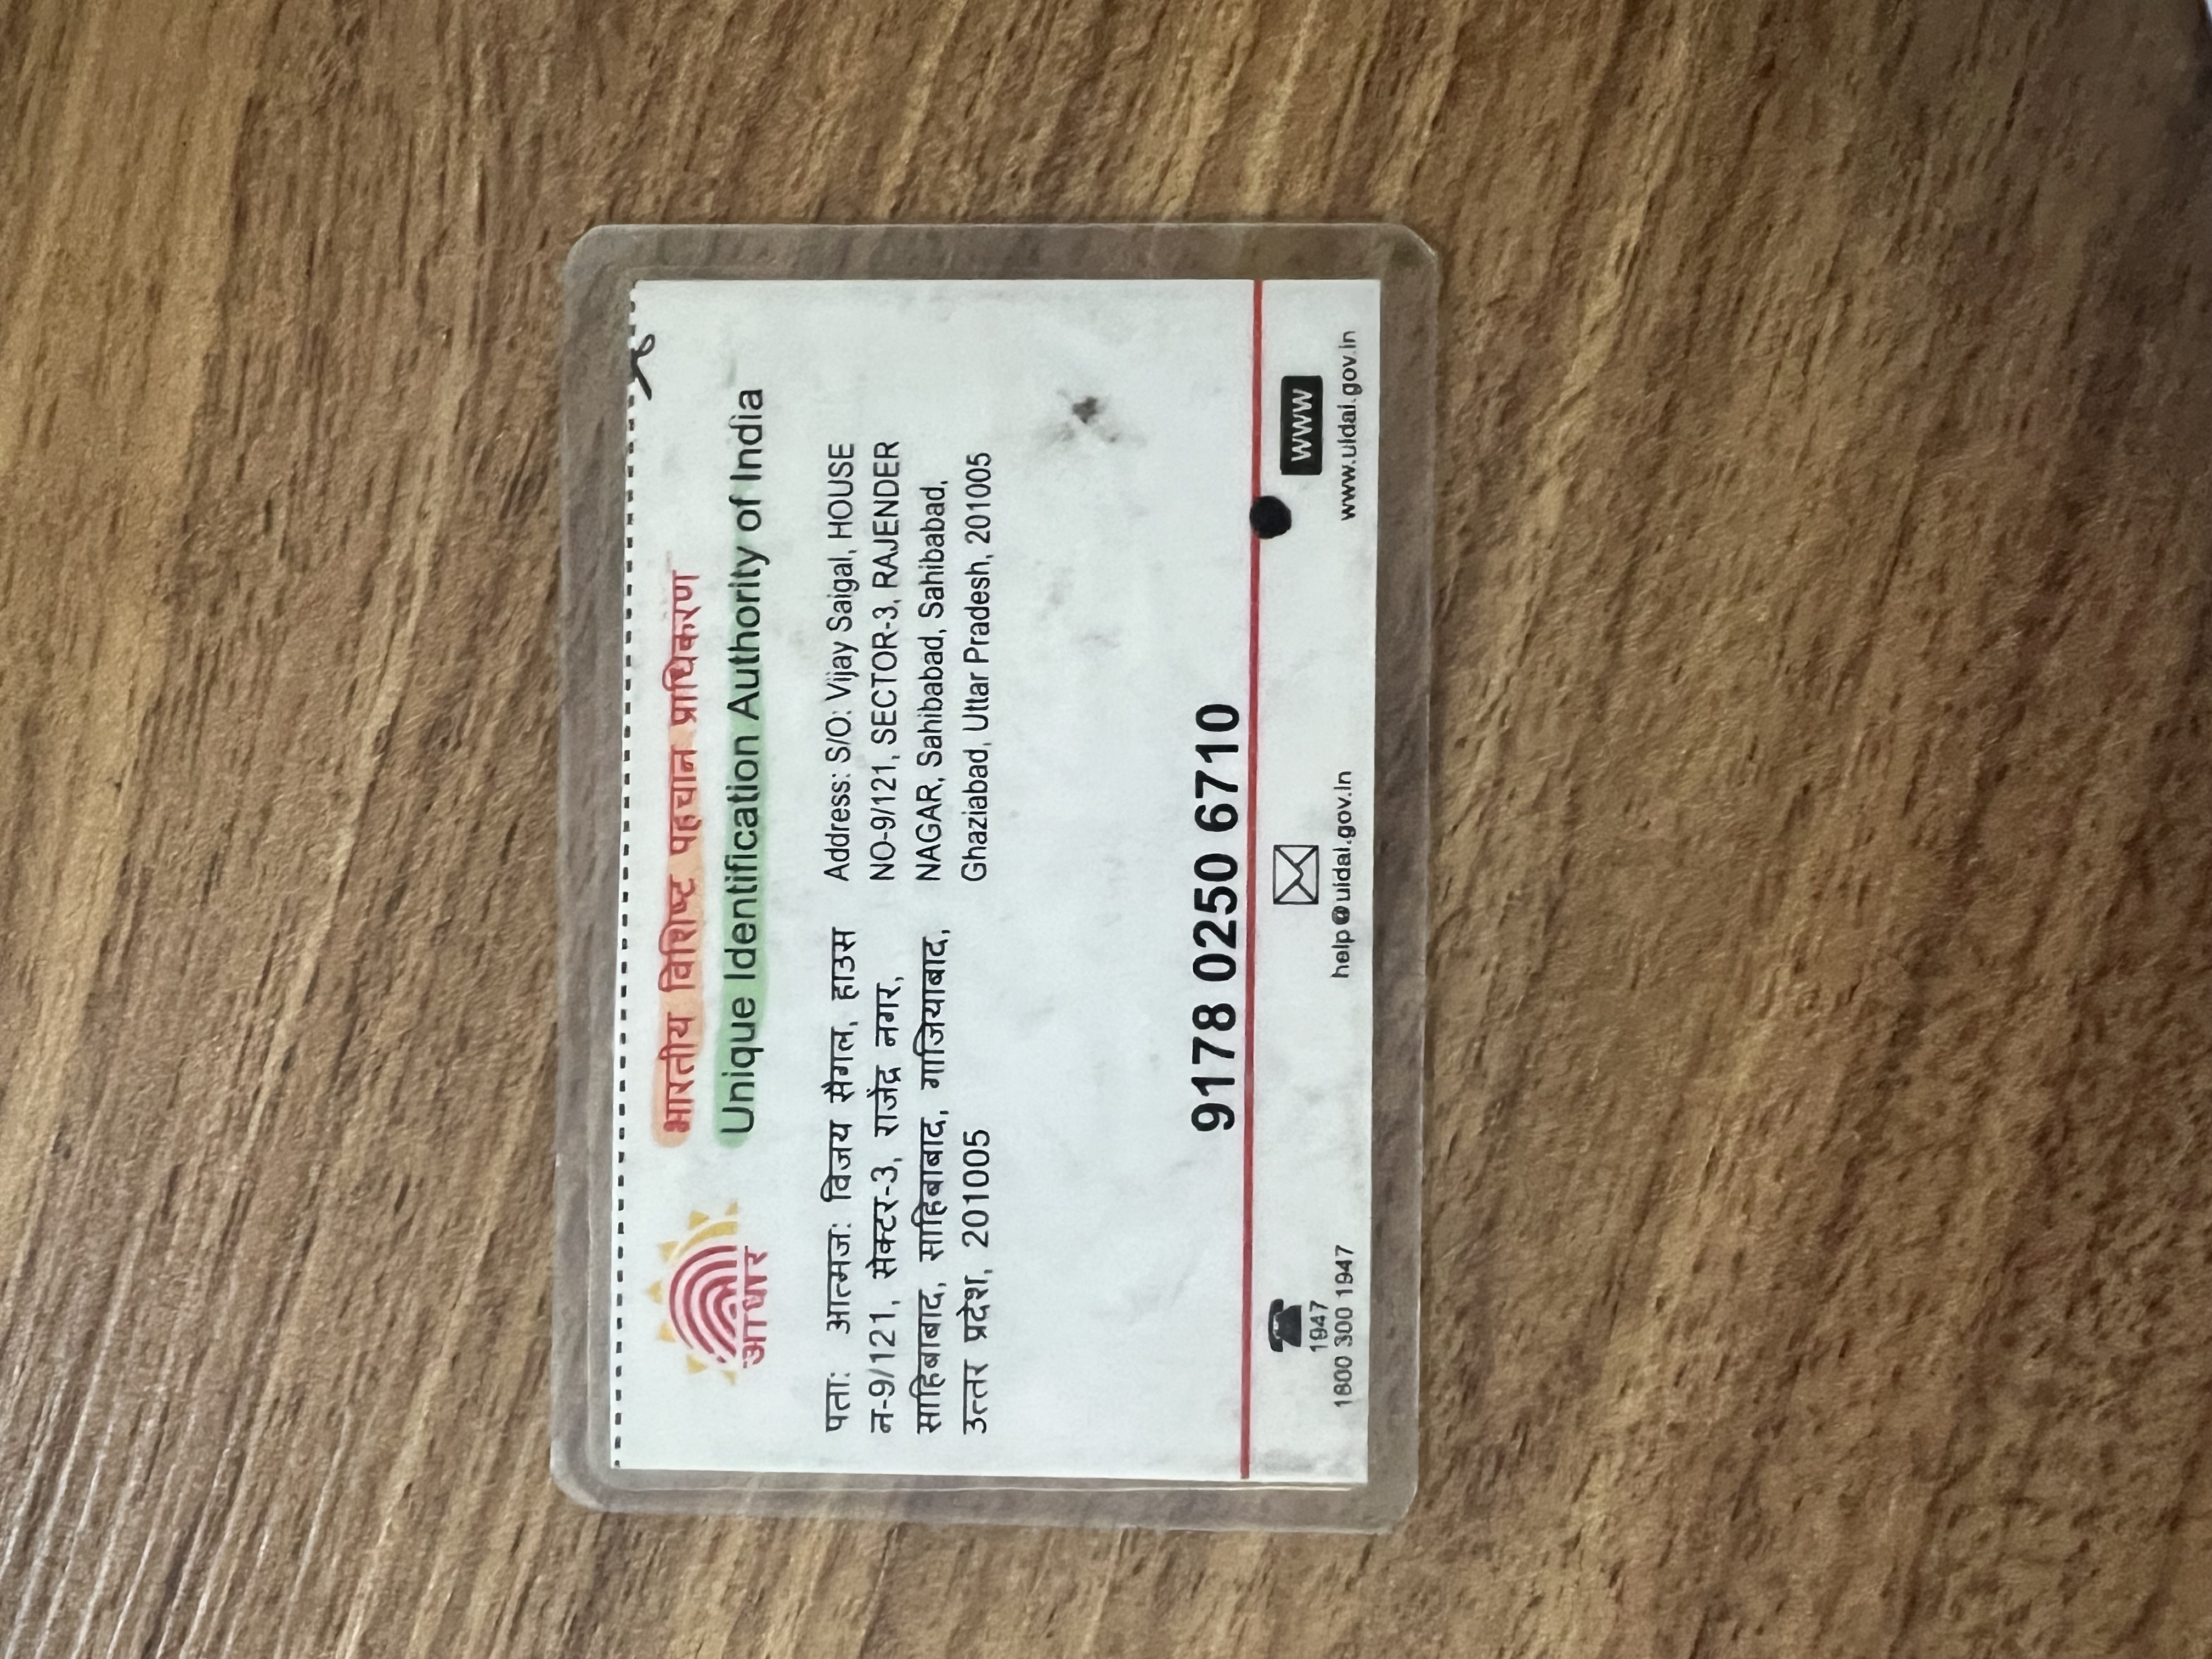 आधार
भारतीय विशिष्ट पहचान प्राधिकरण
Unique Identification Authority of India
पताः आत्मजः विजय सैगल, हाउस
न-9/121, सेक्टर-3, राजेंद्र नगर,
साहिबाबाद, साहिबाबाद, गाजियाबाद,
उत्तर प्रदेश, 201005
Address: S/O: Vijay Saigal, HOUSE
NO-9/121, SECTOR-3, RAJENDER
NAGAR, Sahibabad, Sahibabad,
Ghaziabad, Uttar Pradesh, 201005
9178 0250 6710
1947
1800 300 1947
help@uidai.gov.in
WWW
www.uidai.gov.in